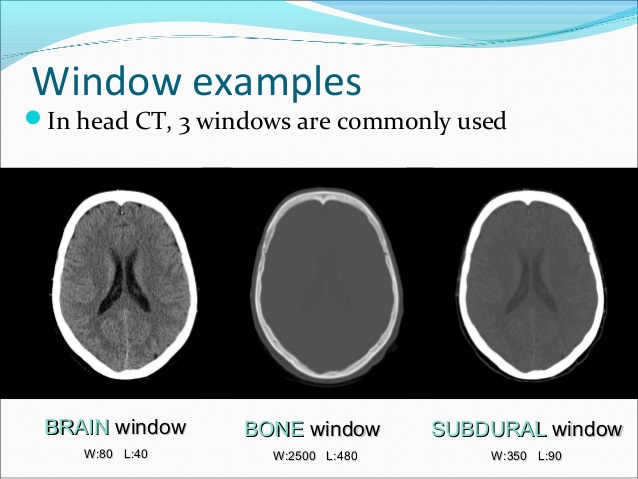 Window examples
In head CT, 3 windows are commonly used
BRAIN window
W:80 L:40
BONE window
W:2500 L:480
SUBDURAL window
W:350 L:90